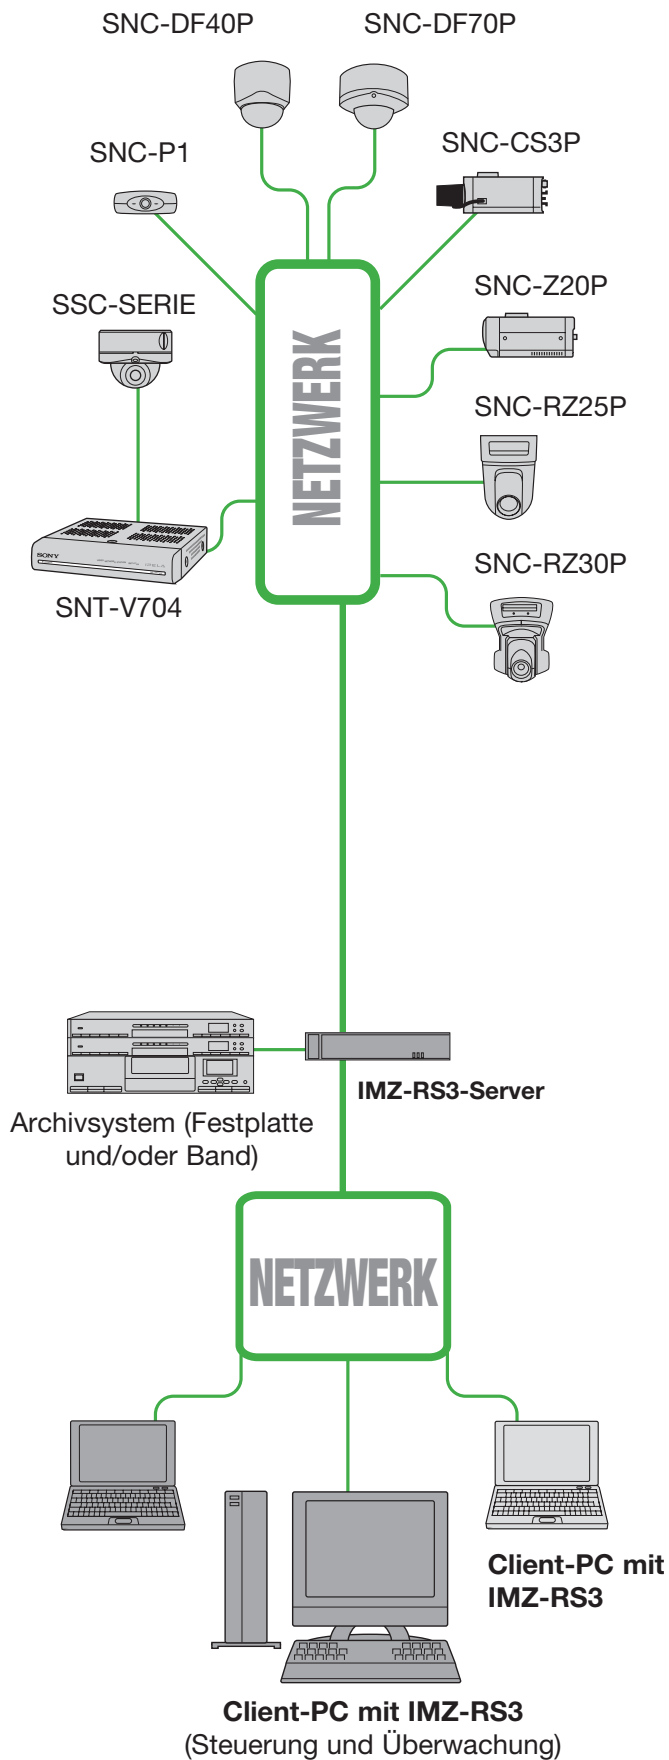 SNC-DF40P
SNC-DF70P
SNC-P1
SNC-CS3P
SSC-SERIE
SNC-Z20P
NETZWERK
SNC-RZ25P
SONY
SNT-V704
SNC-RZ30P
IMZ-RS3-Server
Archivsystem (Festplatte
und/oder Band)
NETZWERK
Client-PC mit
IMZ-RS3
Client-PC mit IMZ-RS3
(Steuerung und Überwachung)